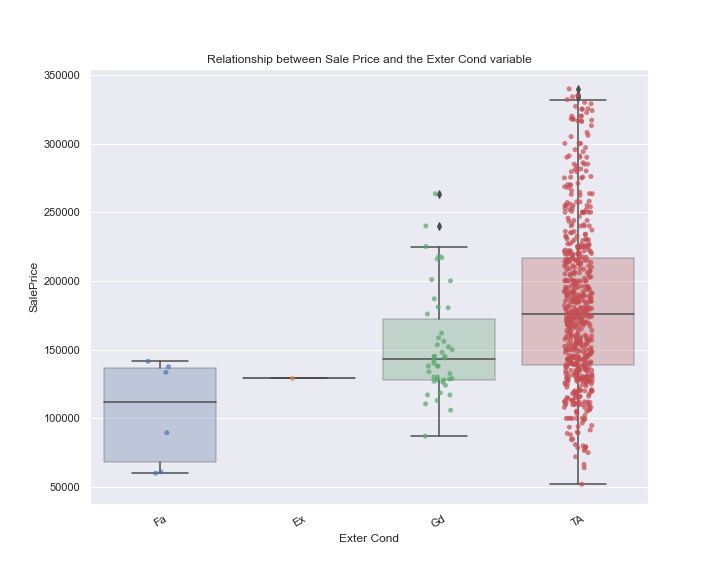 Relationship between Sale Price and the Exter Cond variable
350000
300000
250000
200000
150000
100000
50000
SalePrice
Fa
Ex
Gd
TA
Exter Cond